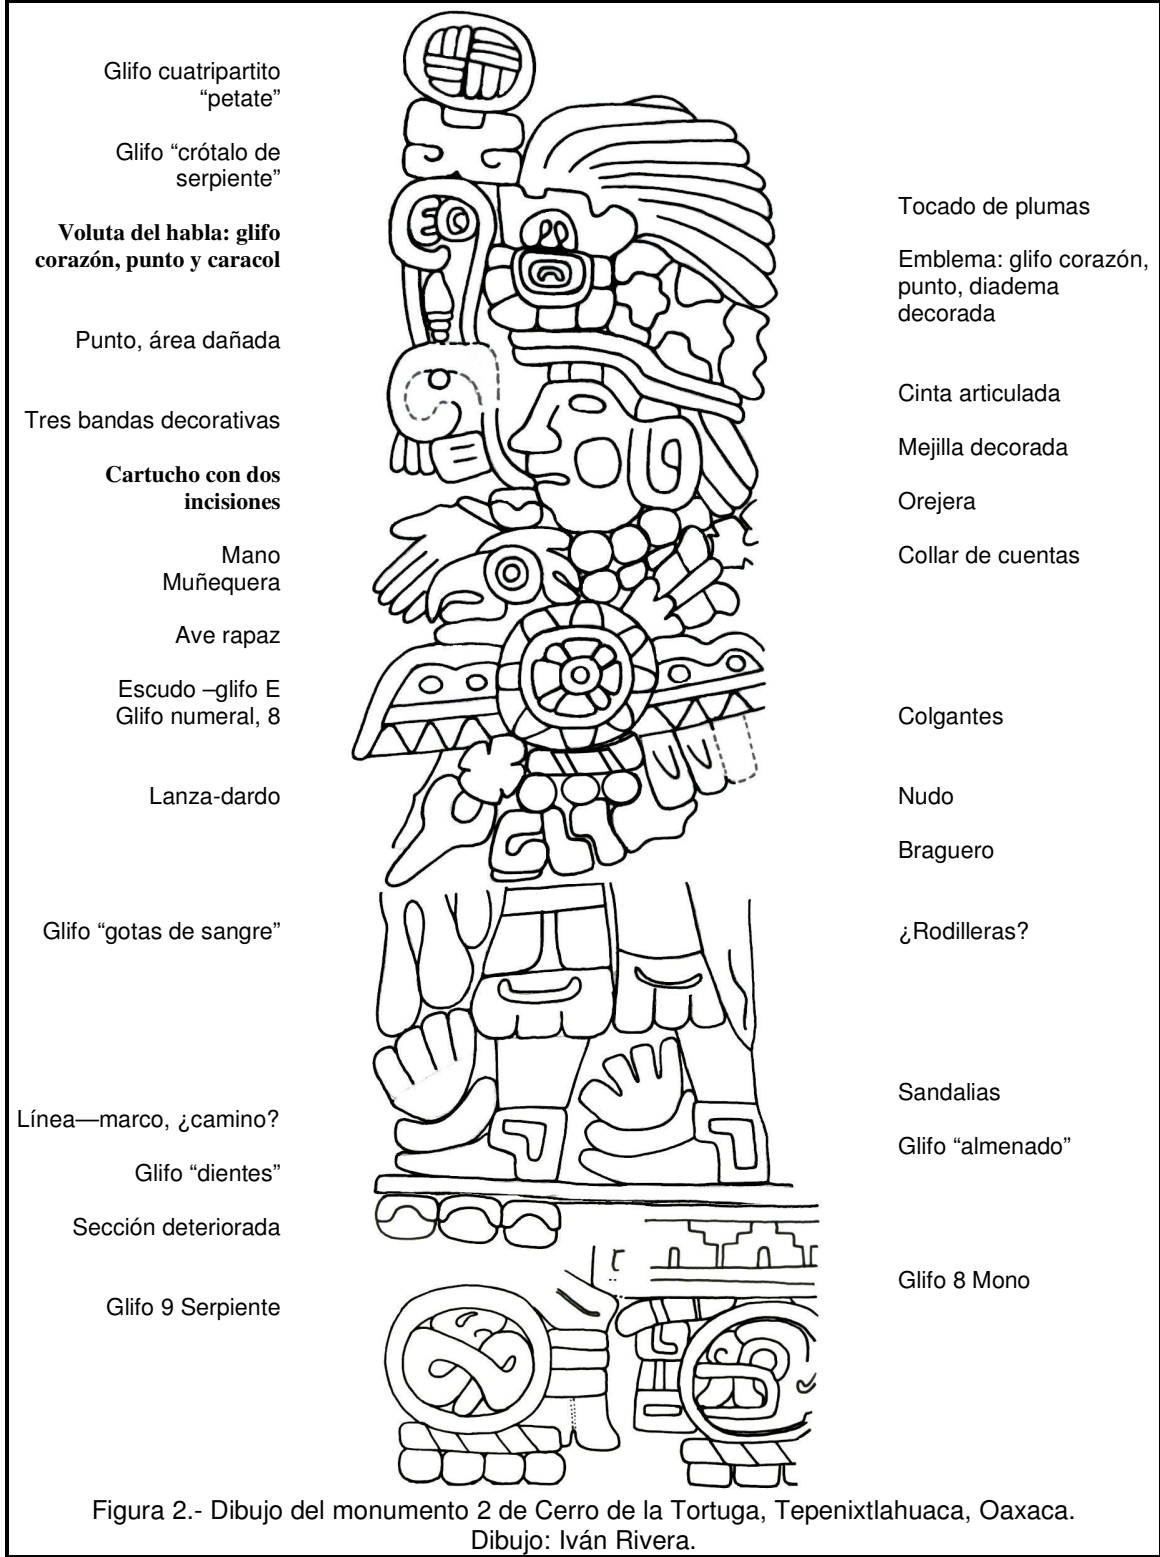 Glifo cuatripartito
“petate”
Glifo “crótalo de
serpiente”
Voluta del habla: glifo
corazón, punto y caracol
Punto, área dañada
Tres bandas decorativas
Cartucho con dos
incisiones
Mano
Muñequera
Ave rapaz
Escudo –glifo E
Glifo numeral, 8
Lanza-dardo
Glifo “gotas de sangre”
Línea—marco, ¿camino?
Glifo “dientes”
Sección deteriorada
Glifo 9 Serpiente
Tocado de plumas
Emblema: glifo corazón,
punto, diadema
decorada
Cinta articulada
Mejilla decorada
Orejera
Collar de cuentas
Colgantes
Nudo
Braguero
¿Rodilleras?
Sandalias
Glifo “almenado”
Glifo 8 Mono
Figura 2.- Dibujo del monumento 2 de Cerro de la Tortuga, Tepenixtlahuaca, Oaxaca.
Dibujo: Iván Rivera.